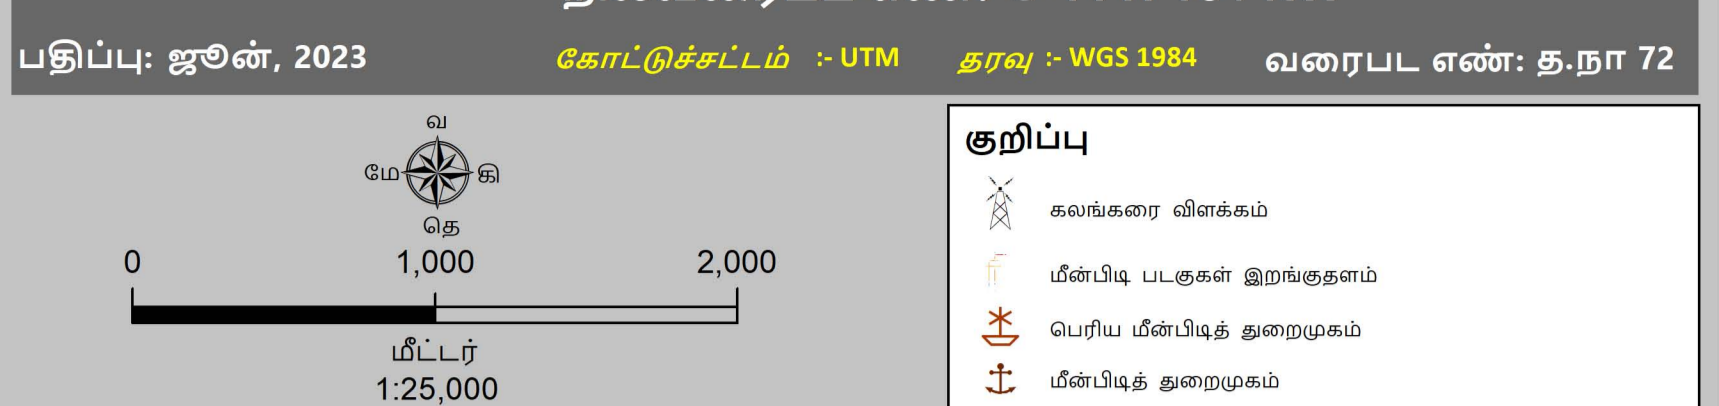 பதிப்பு: ஜூன், 2023 கோட்டுச்சட்டம் :- UTM தரவு :- WGS 1984 வரைபட எண்: த.நா 72
வ
மே கி
தெ
0 1,000 2,000
மீட்டர்
1:25,000
குறிப்பு
கலங்கரை விளக்கம்
மீன்பிடி படகுகள் இறங்குதளம்
பெரிய மீன்பிடித் துறைமுகம்
மீன்பிடித் துறைமுகம்